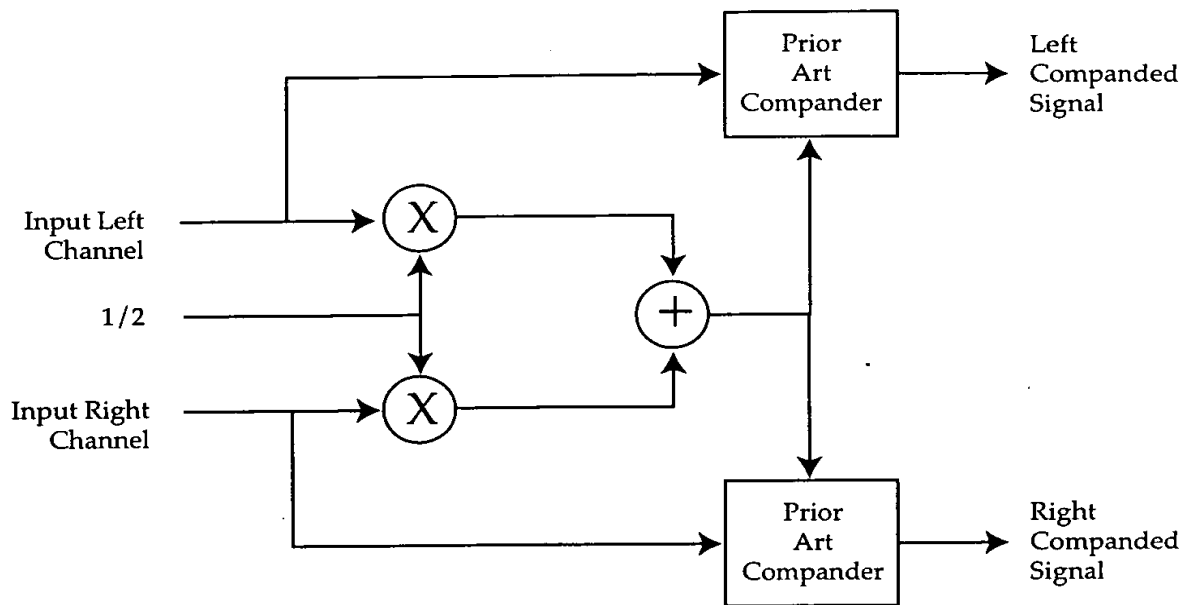 Prior
Art
Compander
Left
Companded
Signal
Input Left
Channel
X
+
1/2
X
Input Right
Channel
Prior
Art
Compander
Right
Companded
Signal